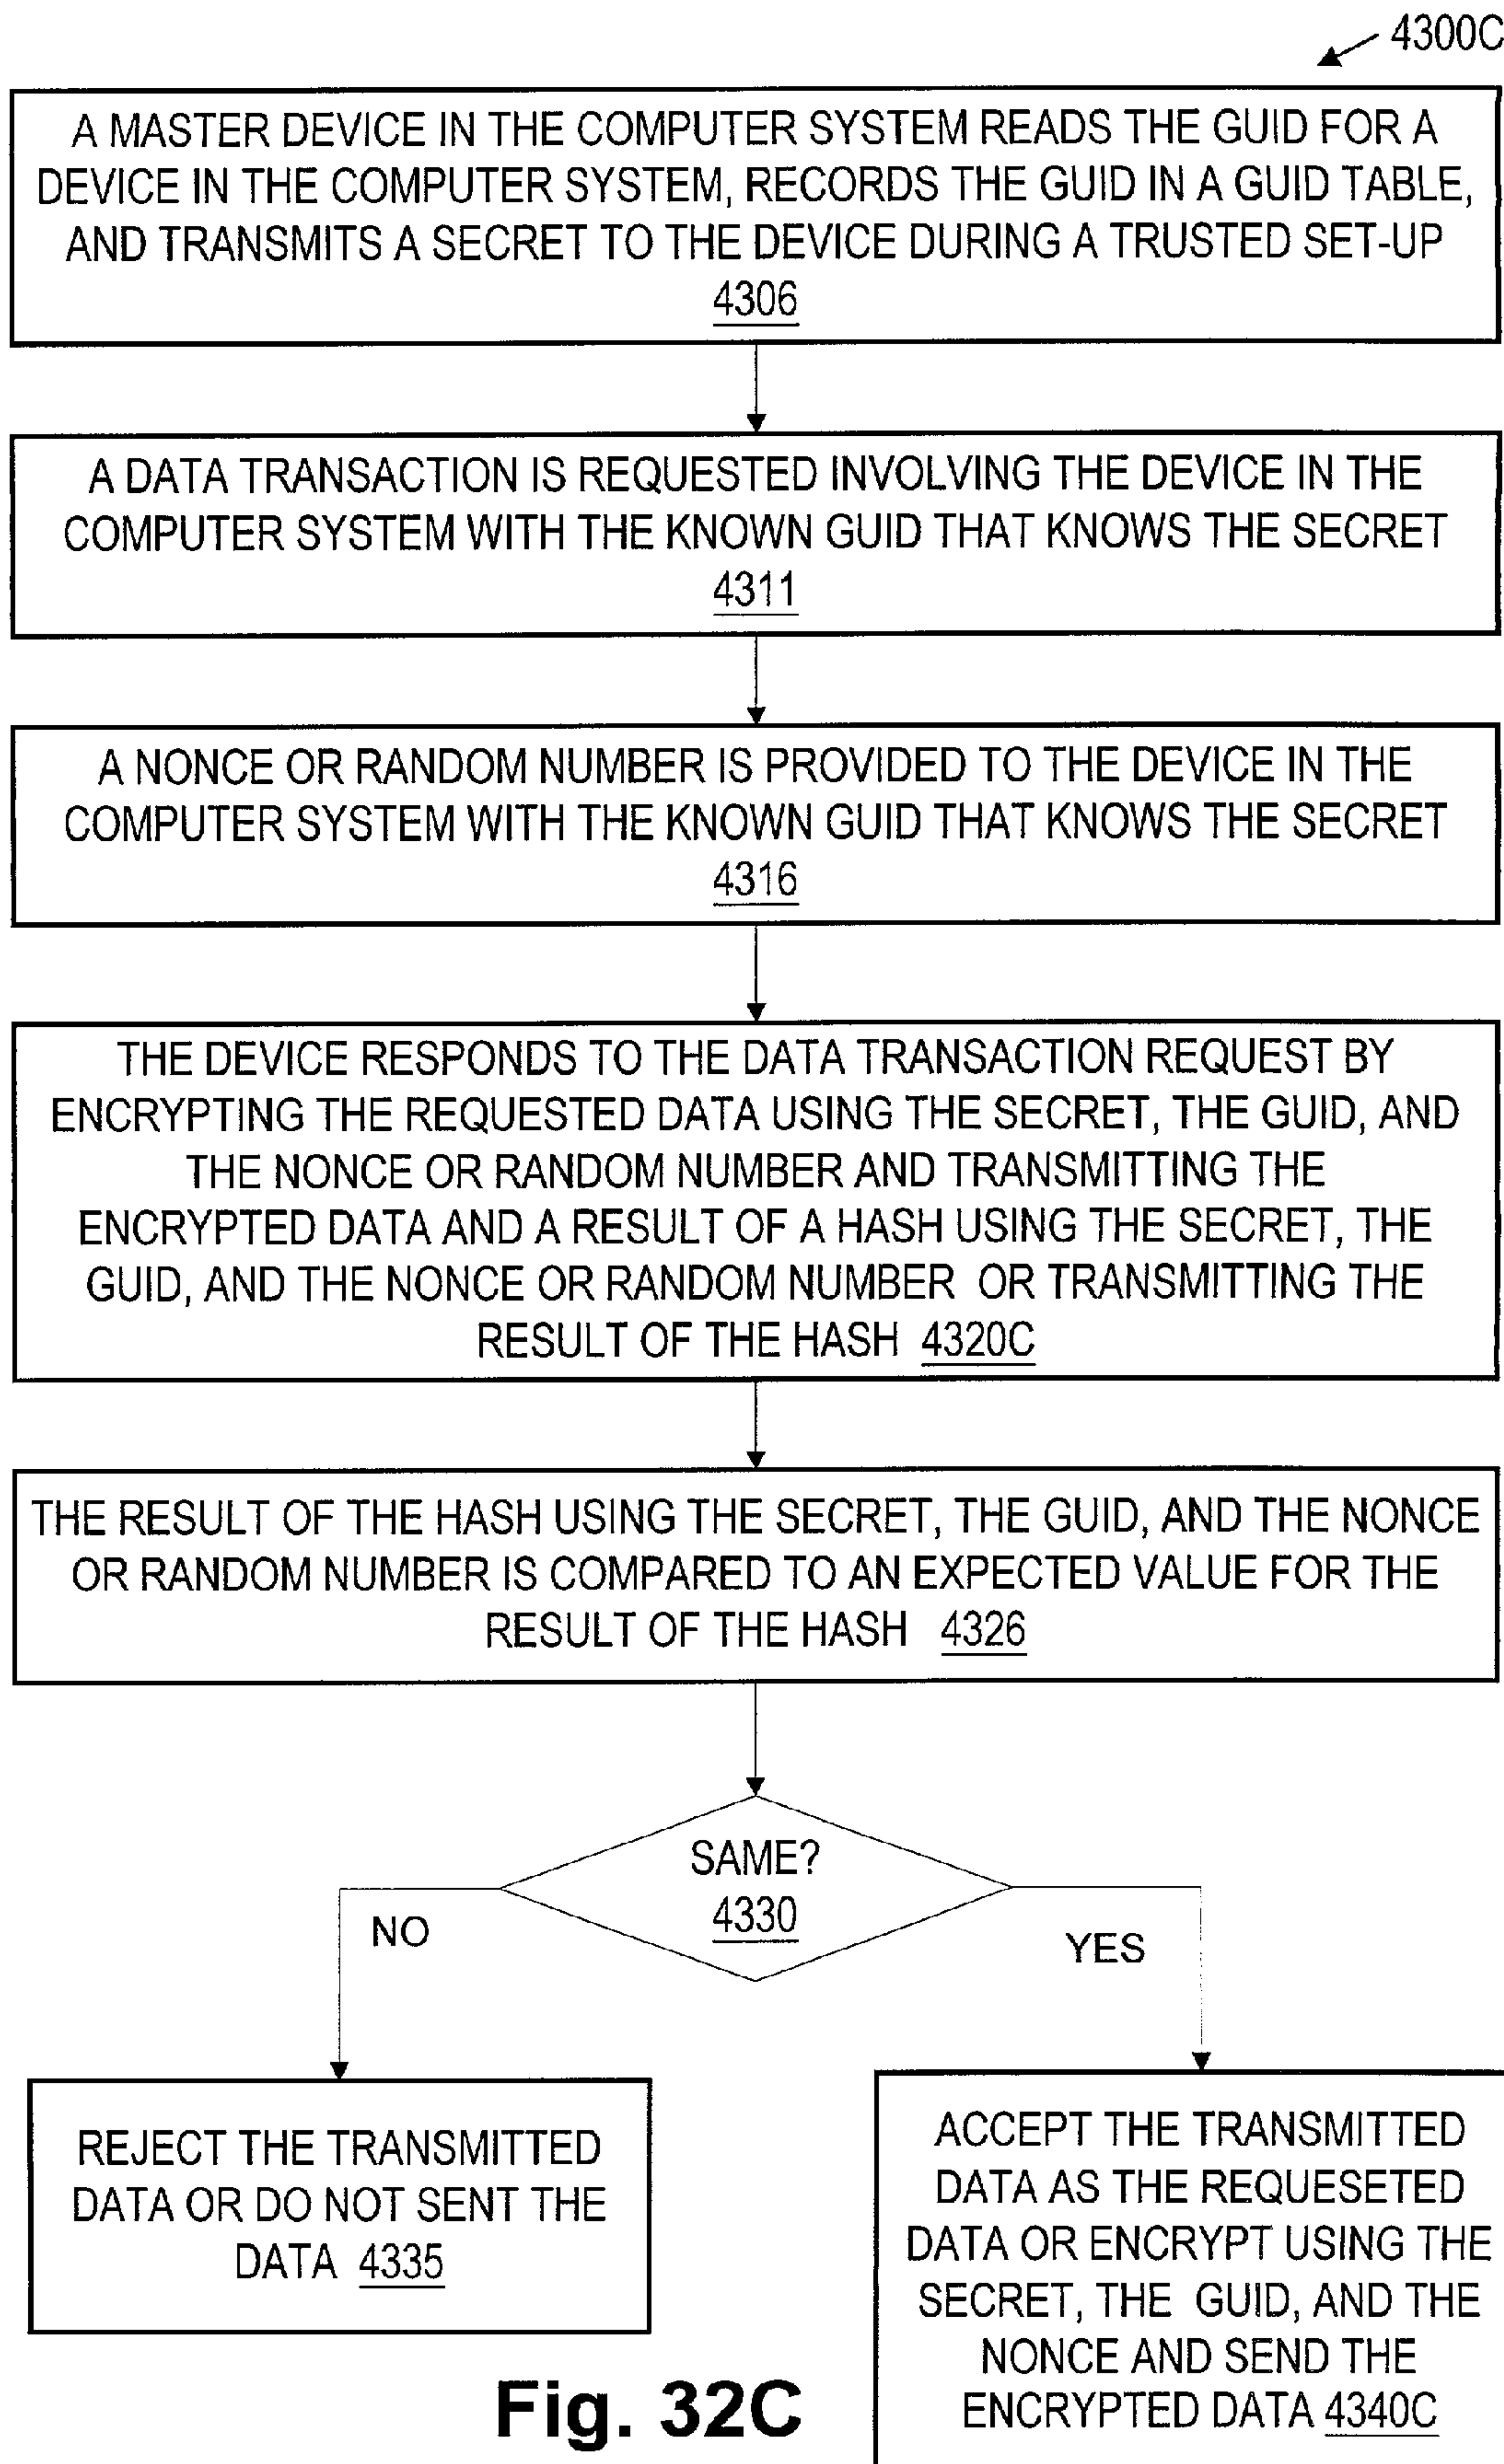 4300C
A MASTER DEVICE IN THE COMPUTER SYSTEM READS THE GUID FOR A
DEVICE IN THE COMPUTER SYSTEM, RECORDS THE GUID IN A GUID TABLE,
AND TRANSMITS A SECRET TO THE DEVICE DURING A TRUSTED SET-UP
4306
A DATA TRANSACTION IS REQUESTED INVOLVING THE DEVICE IN THE
COMPUTER SYSTEM WITH THE KNOWN GUID THAT KNOWS THE SECRET
4311
A NONCE OR RANDOM NUMBER IS PROVIDED TO THE DEVICE IN THE
COMPUTER SYSTEM WITH THE KNOWN GUID THAT KNOWS THE SECRET
4316
THE DEVICE RESPONDS TO THE DATA TRANSACTION REQUEST BY
ENCRYPTING THE REQUESTED DATA USING THE SECRET, THE GUID, AND
THE NONCE OR RANDOM NUMBER AND TRANSMITTING THE
ENCRYPTED DATA AND A RESULT OF A HASH USING THE SECRET, THE
GUID, AND THE NONCE OR RANDOM NUMBER OR TRANSMITTING THE
RESULT OF THE HASH 4320C
THE RESULT OF THE HASH USING THE SECRET, THE GUID, AND THE NONCE
OR RANDOM NUMBER IS COMPARED TO AN EXPECTED VALUE FOR THE
RESULT OF THE HASH 4326
SAME?
4330
NO
YES
REJECT THE TRANSMITTED
DATA OR DO NOT SENT THE
DATA 4335
ACCEPT THE TRANSMITTED
DATA AS THE REQUESETED
DATA OR ENCRYPT USING THE
SECRET, THE GUID, AND THE
NONCE AND SEND THE
ENCRYPTED DATA 4340C
Fig. 32C